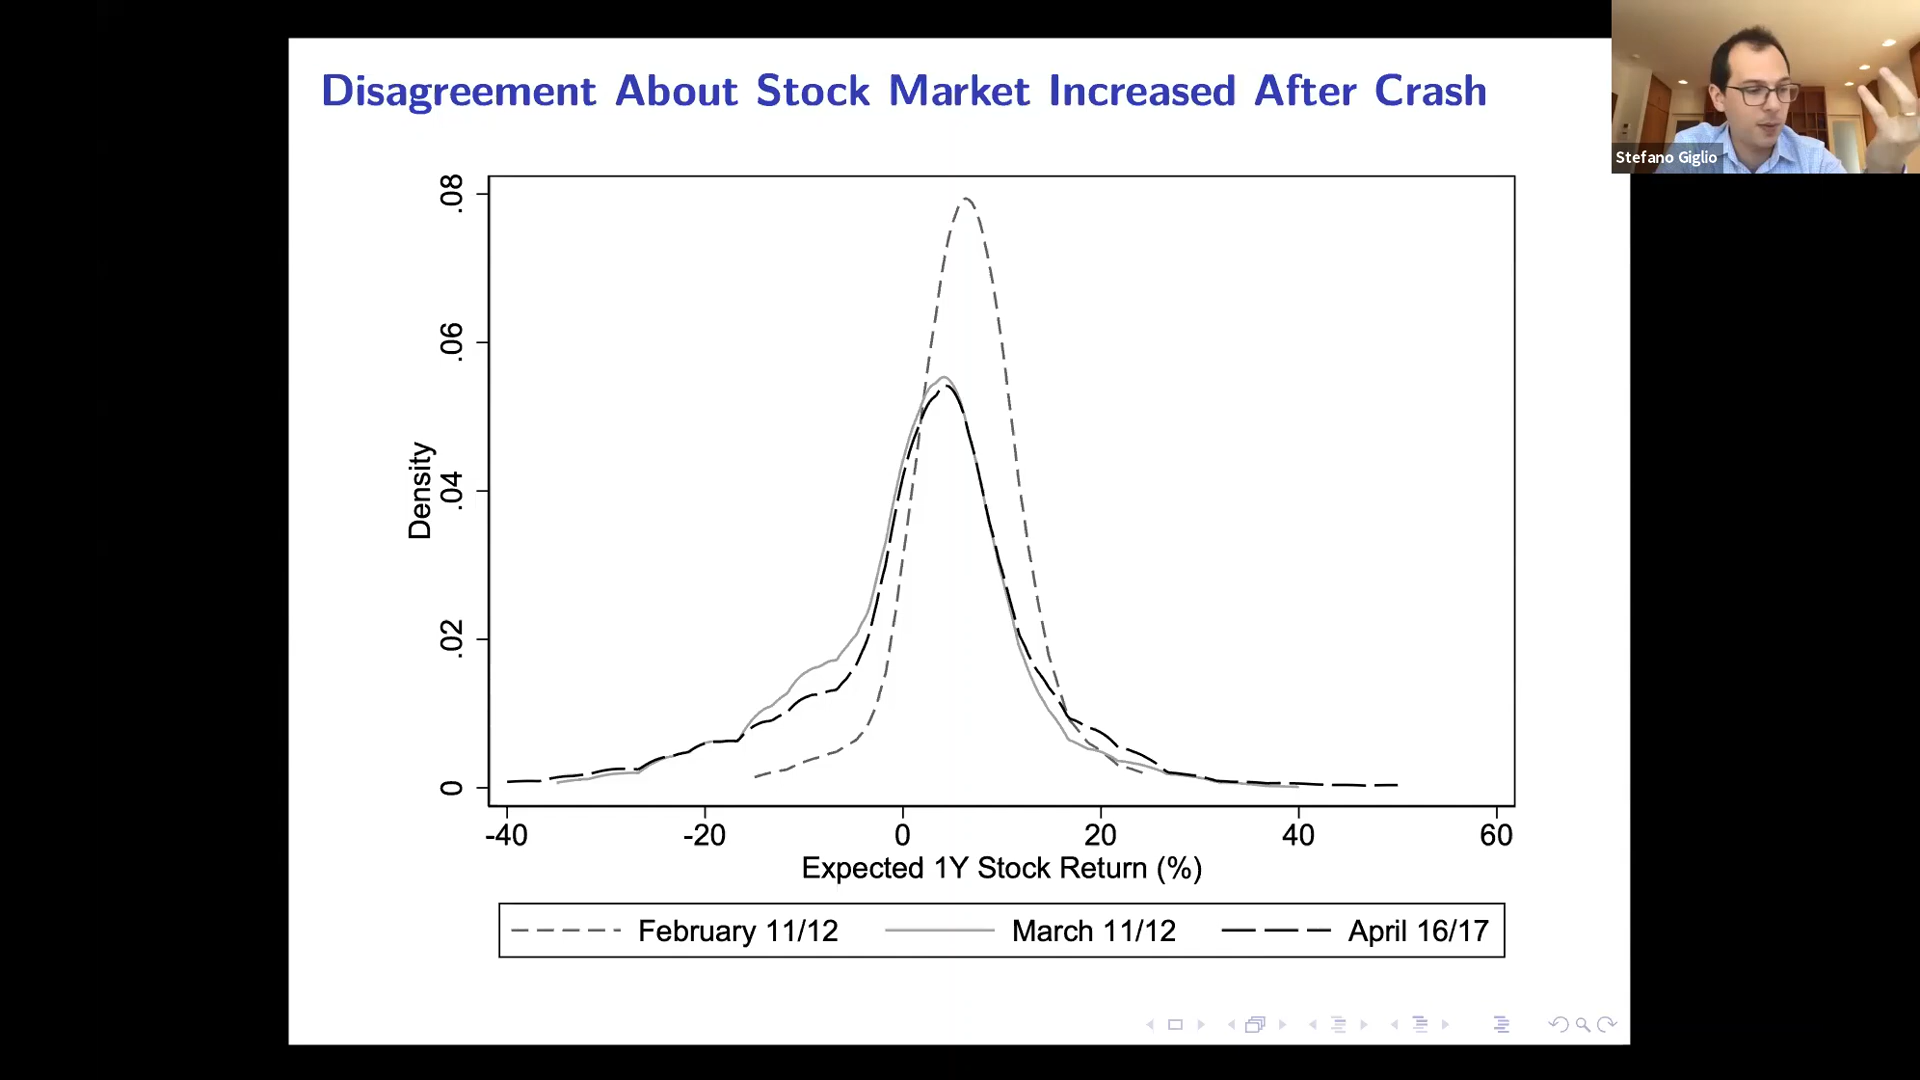 Disagreement About Stock Market Increased After Crash
Stefano Giglio
.08
.06
.04
.02
0
Density
-40 -20 0 20 40 60
Expected 1Y Stock Return (%)
February 11/12 March 11/12 April 16/17